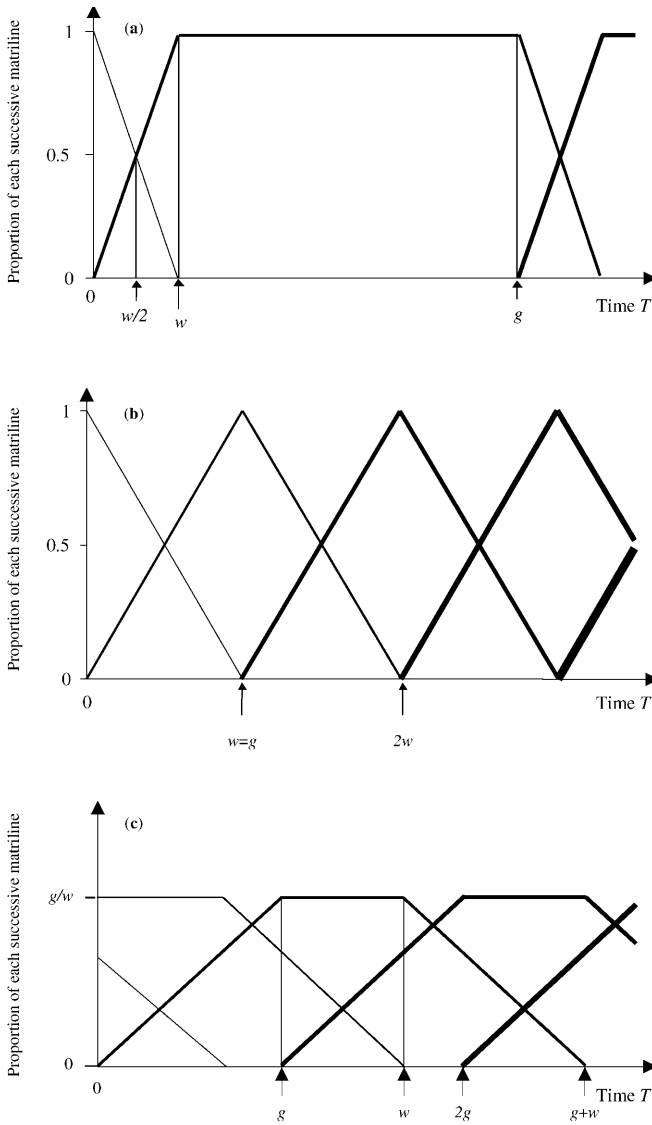 (a)
Proportion of each successive matriline
1
0.5
0
0
w/2
w
g
Time T
(b)
Proportion of each successive matriline
1
0.5
0
0
w=g
2w
Time T
(c)
Proportion of each successive matriline
g/w
0
0
g
w
2g
g+w
Time T